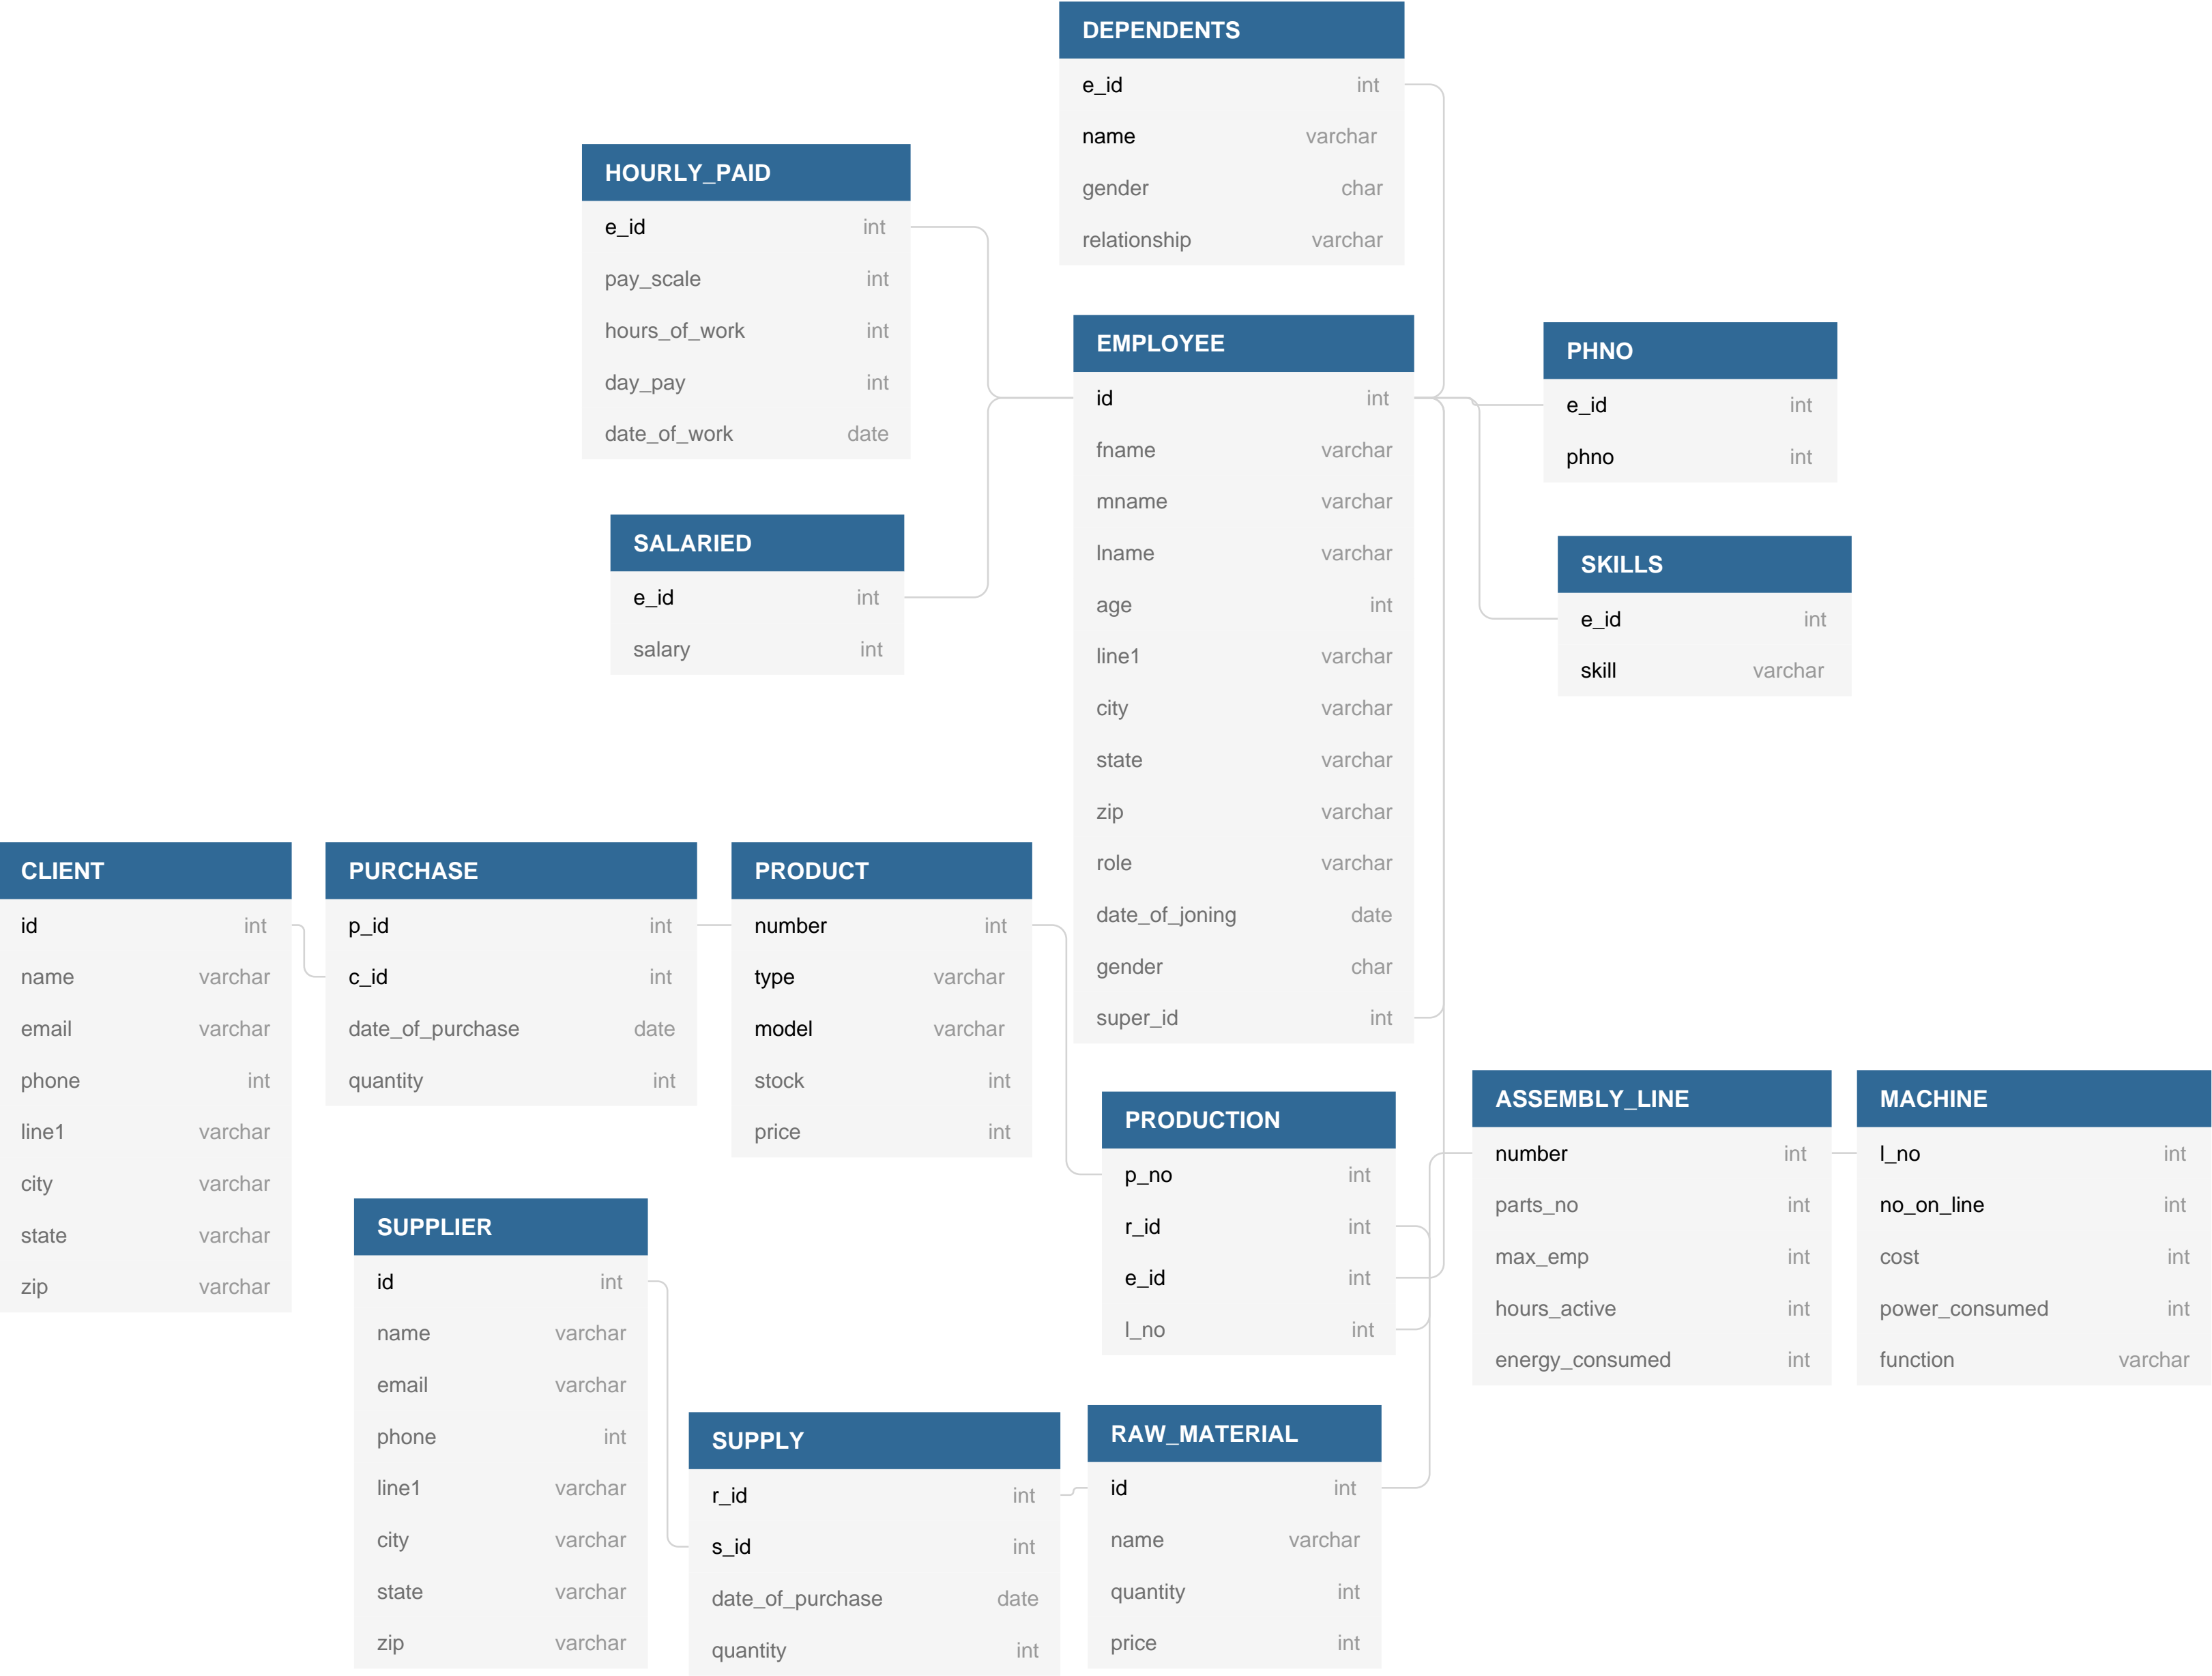 DEPENDENTS
e_id int
name varchar
gender char
relationship varchar
HOURLY_PAID
e_id int
pay_scale int
hours_of_work int
day_pay int
date_of_work date
EMPLOYEE
id int
fname varchar
mname varchar
lname varchar
age int
line1 varchar
city varchar
state varchar
zip varchar
role varchar
date_of_joning date
gender char
super_id int
PHNO
e_id int
phno int
SALARIED
e_id int
salary int
SKILLS
e_id int
skill varchar
CLIENT
id int
name varchar
email varchar
phone int
line1 varchar
city varchar
state varchar
zip varchar
PURCHASE
p_id int
c_id int
date_of_purchase date
quantity int
PRODUCT
number int
type varchar
model varchar
stock int
price int
PRODUCTION
p_no int
r_id int
e_id int
l_no int
ASSEMBLY_LINE
number int
parts_no int
max_emp int
hours_active int
energy_consumed int
MACHINE
l_no int
no_on_line int
cost int
power_consumed int
function varchar
SUPPLIER
id int
name varchar
email varchar
phone int
line1 varchar
city varchar
state varchar
zip varchar
SUPPLY
r_id int
s_id int
date_of_purchase date
quantity int
RAW_MATERIAL
id int
name varchar
quantity int
price int